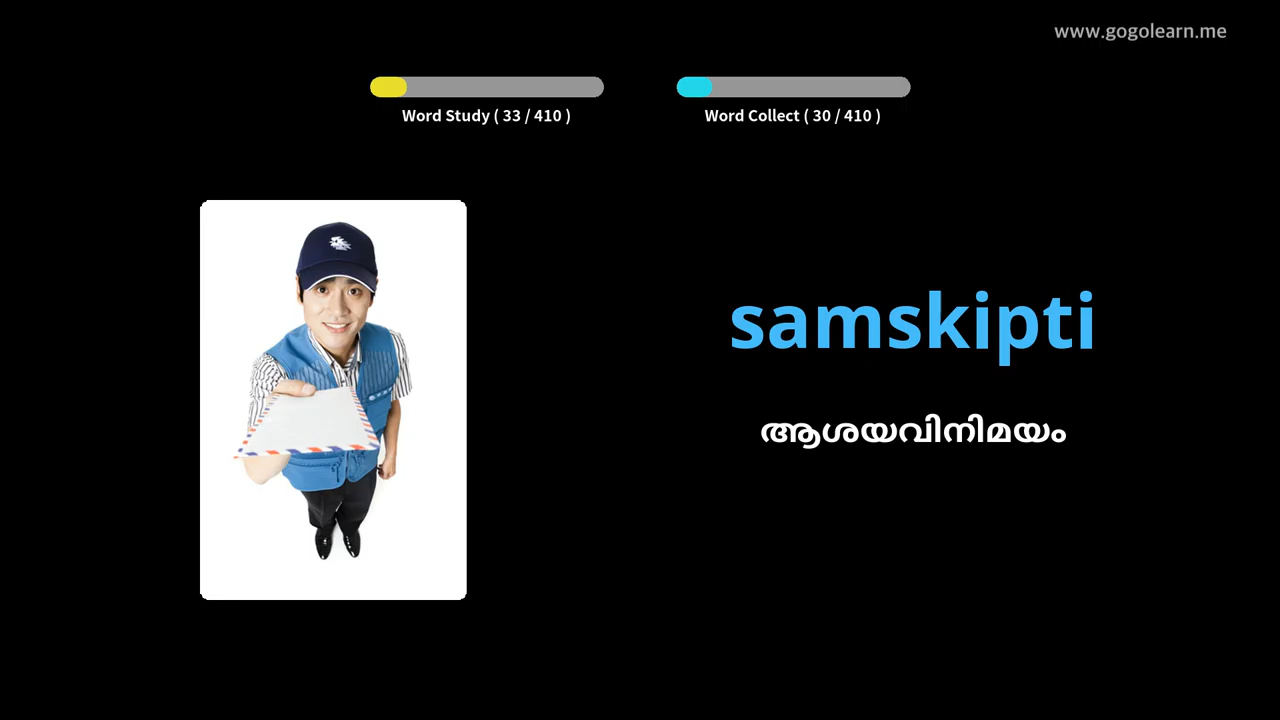 www.gogolearn.me
Word Study ( 33 / 410 )
Word Collect ( 30 / 410 )
samskipti
ആശയവിനിമയം